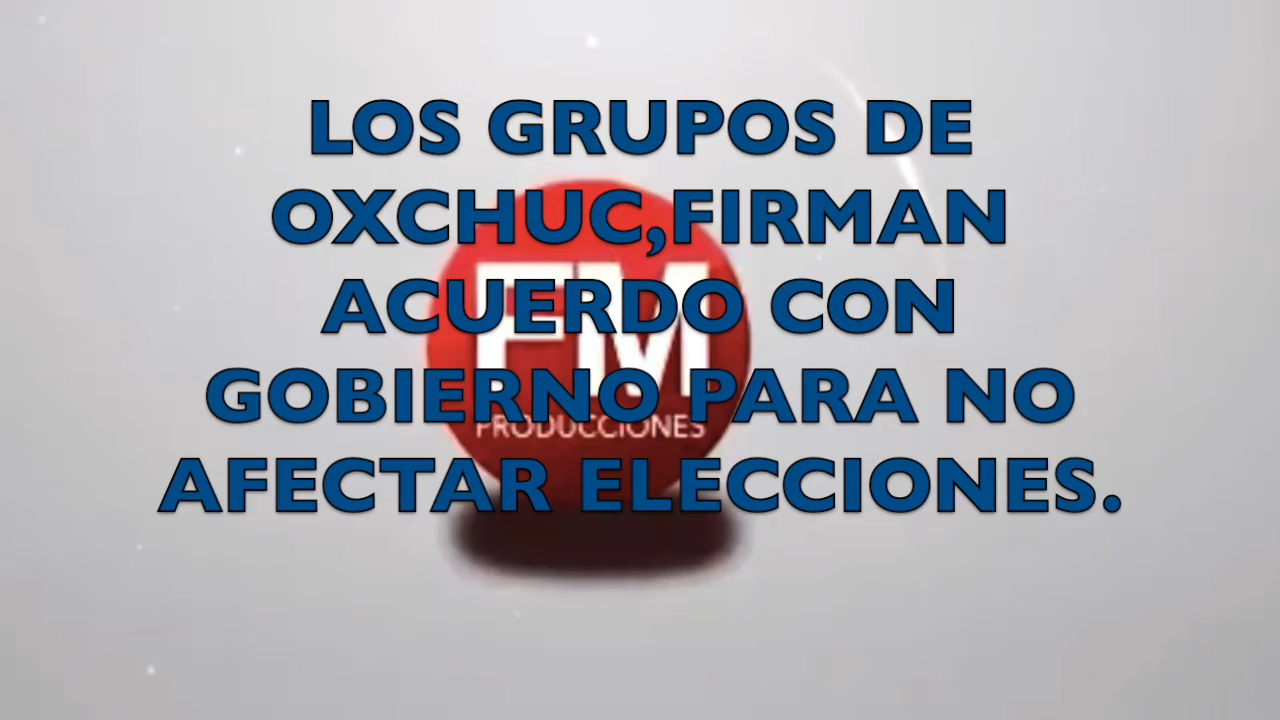 LOS GRUPOS DE
OXCHUC,FIRMAN
ACUERDO CON
GOBIERNO PARA NO
AFECTAR ELECCIONES.
FM
PRODUCCIONES